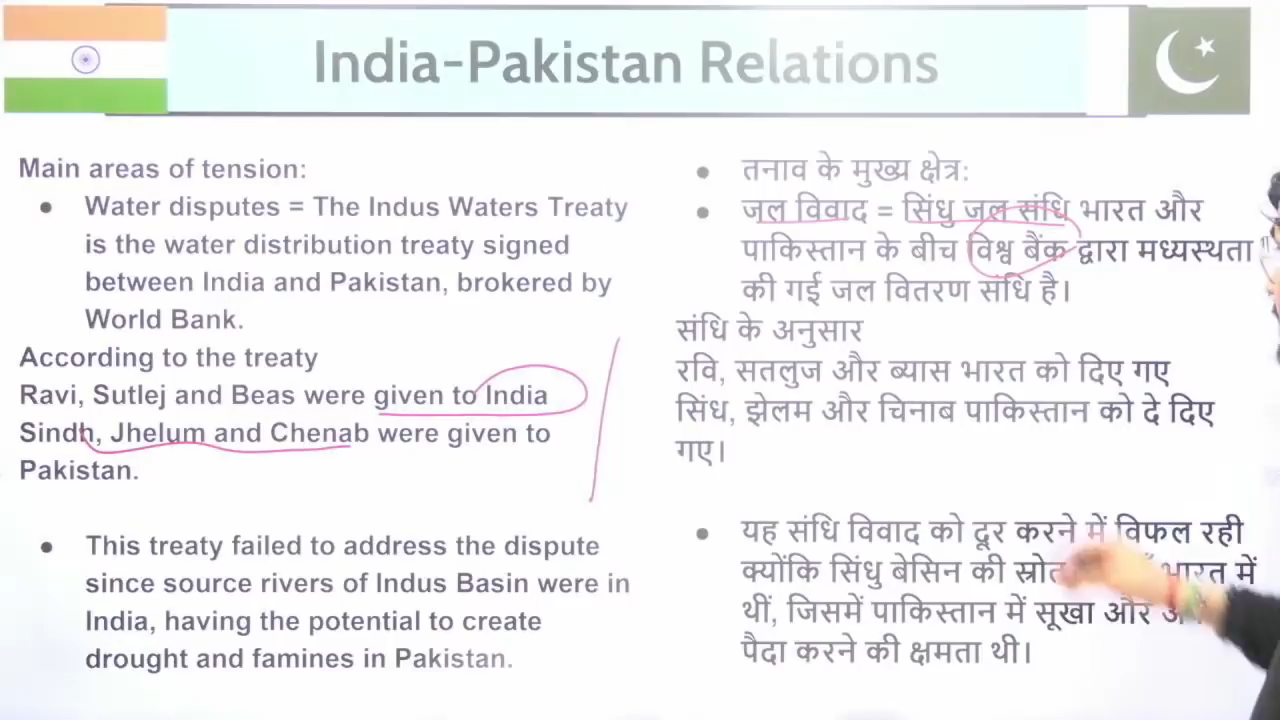 India-Pakistan Relations
Main areas of tension:
● Water disputes = The Indus Waters Treaty
is the water distribution treaty signed
between India and Pakistan, brokered by
World Bank.
According to the treaty
Ravi, Sutlej and Beas were given to India
Sindh, Jhelum and Chenab were given to
Pakistan.
● This treaty failed to address the dispute
since source rivers of Indus Basin were in
India, having the potential to create
drought and famines in Pakistan.
● तनाव के मुख्य क्षेत्र:
● जल विवाद = सिंधु जल संधि भारत और
पाकिस्तान के बीच विश्व बैंक द्वारा मध्यस्थता
की गई जल वितरण संधि है।
संधि के अनुसार
रवि, सतलुज और ब्यास भारत को दिए गए
सिंध, झेलम और चिनाब पाकिस्तान को दे दिए
गए।
● यह संधि विवाद को दूर करने में विफल रही
क्योंकि सिंधु बेसिन की भारत में
थीं, जिसमें पाकिस्तान में सूखा और
पैदा करने की क्षमता थी।